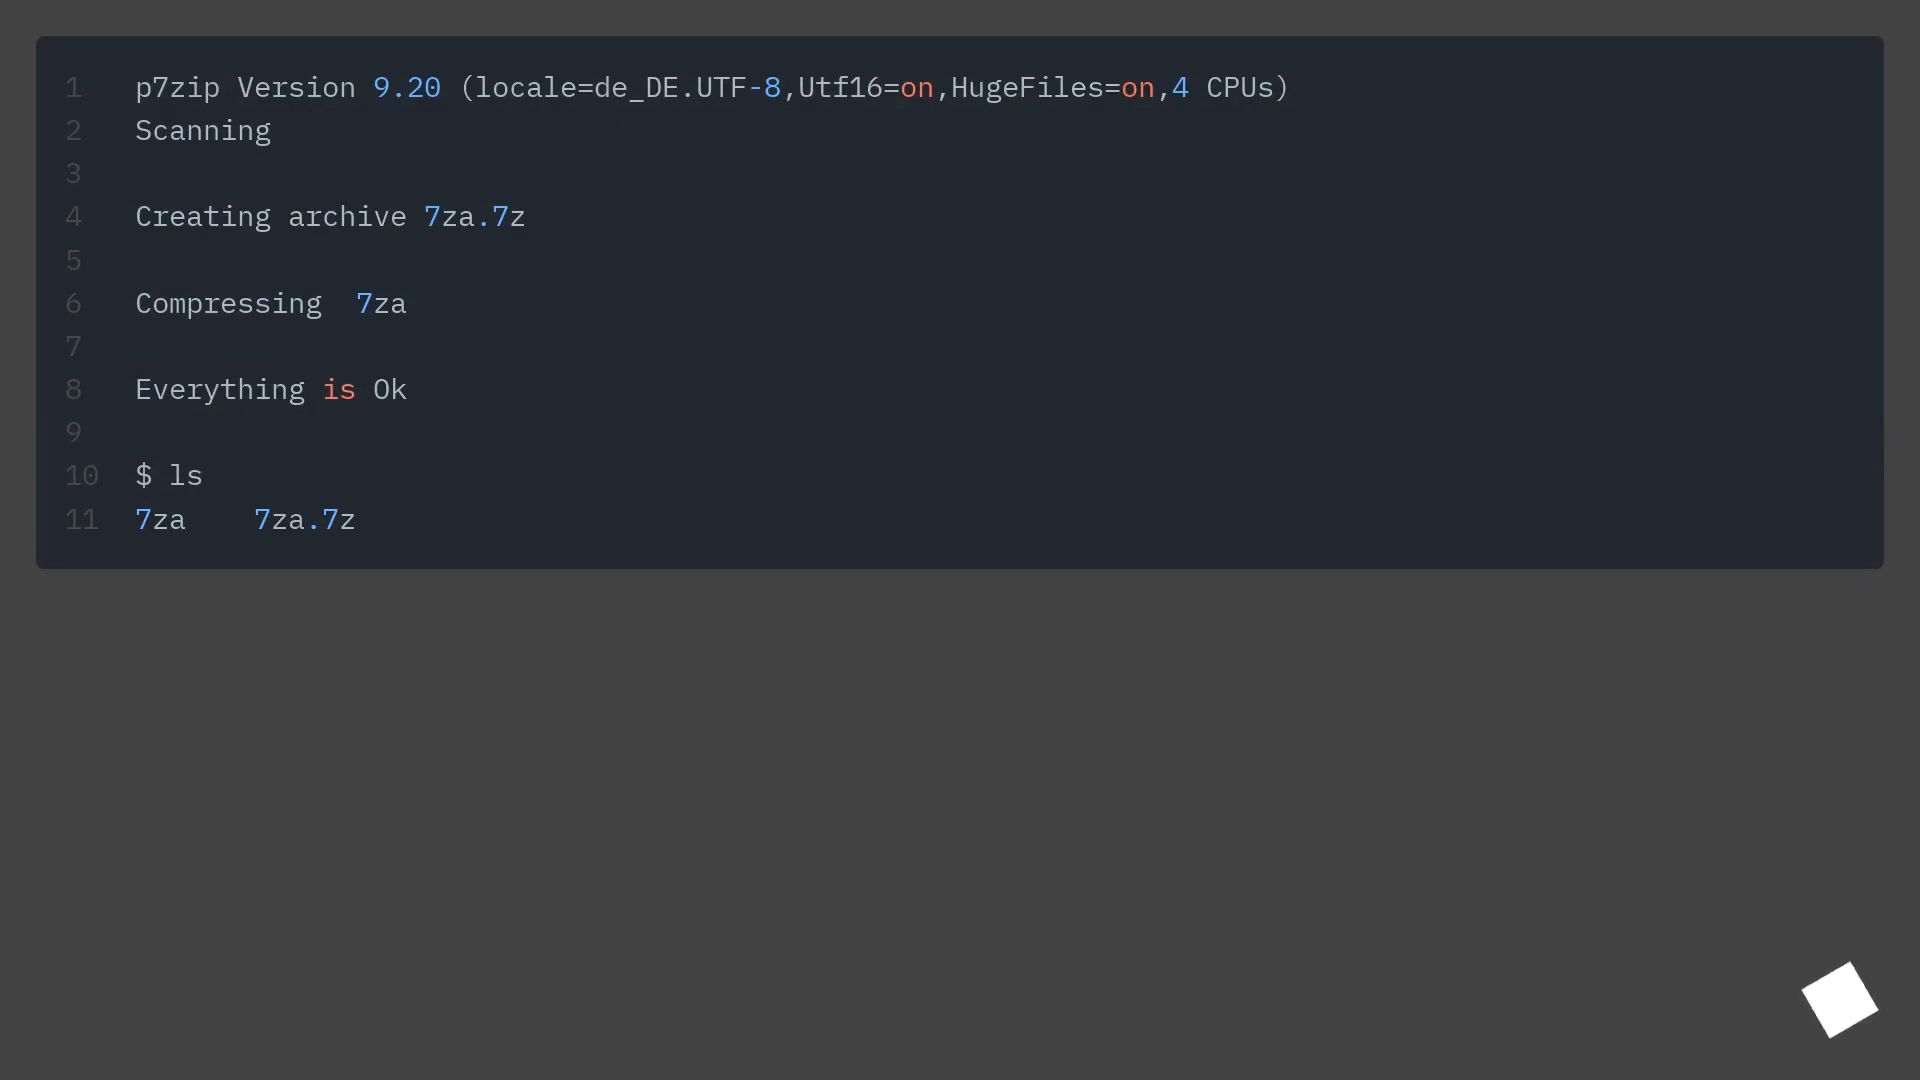 1 p7zip Version 9.20 (locale=de_DE.UTF-8,Utf16=on,HugeFiles=on,4 CPUs)
2 Scanning
3
4 Creating archive 7za.7z
5
6 Compressing  7za
7
8 Everything is Ok
9
10 $ ls
11 7za    7za.7z